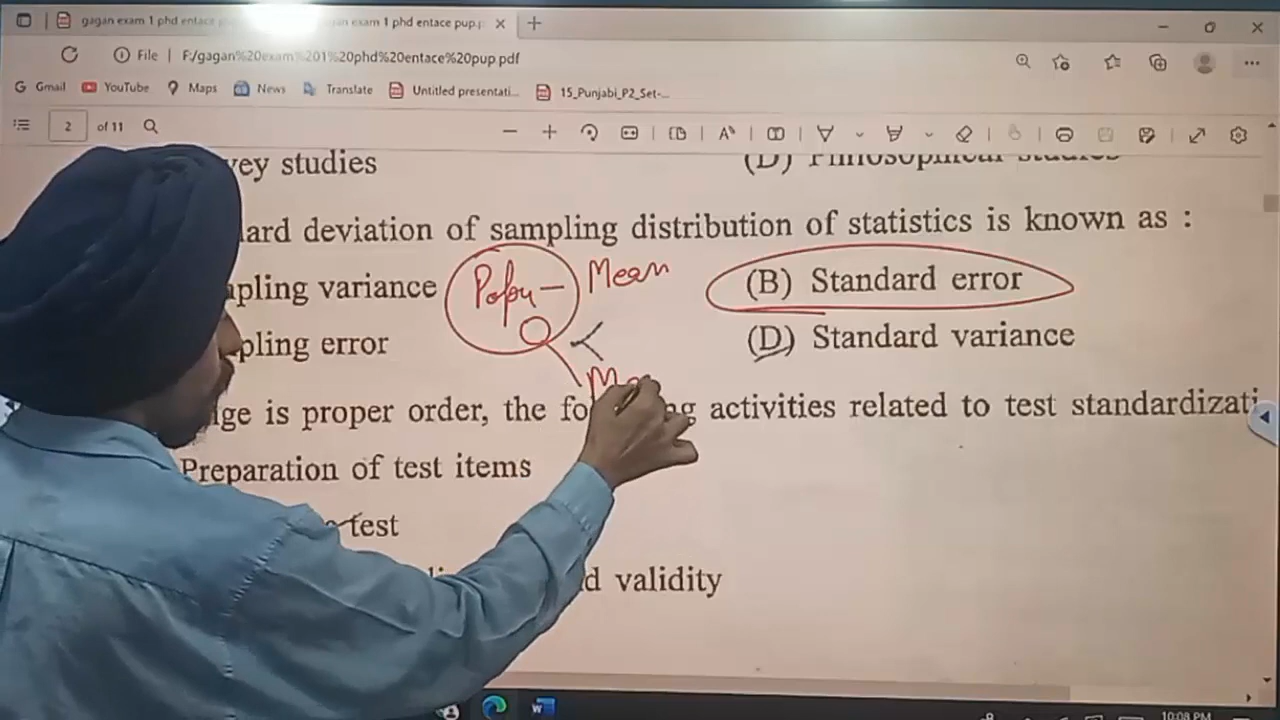 gagan exam 1 phd entace p
an exam 1 phd entace pup.p
File | F:/gagan%20exam%201%20phd%20entace%20pup.pdf
Gmail YouTube Maps News Translate Untitled presentati... 15_Punjabi_P2_Set-...
2 of 11
vey studies (D) Philosophical studies
ard deviation of sampling distribution of statistics is known as :
pling variance Popu – Mean (B) Standard error
pling error (D) Standard variance
ge is proper order, the fo g activities related to test standardizati
Preparation of test items
test
d validity
10:08 PM